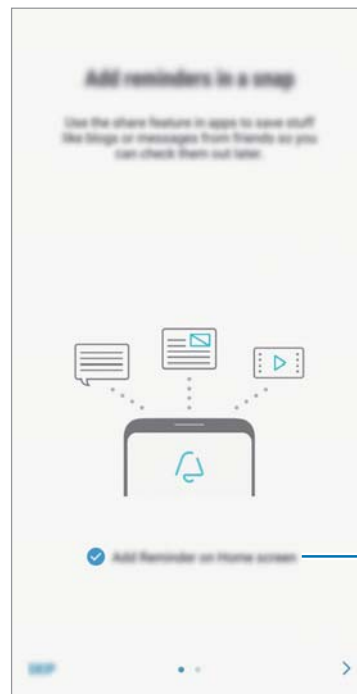 Add reminders in a snap
Use the share feature in apps to save stuff
like blogs or messages from friends so you
can check them out later.
Add Reminder on Home screen
SKIP